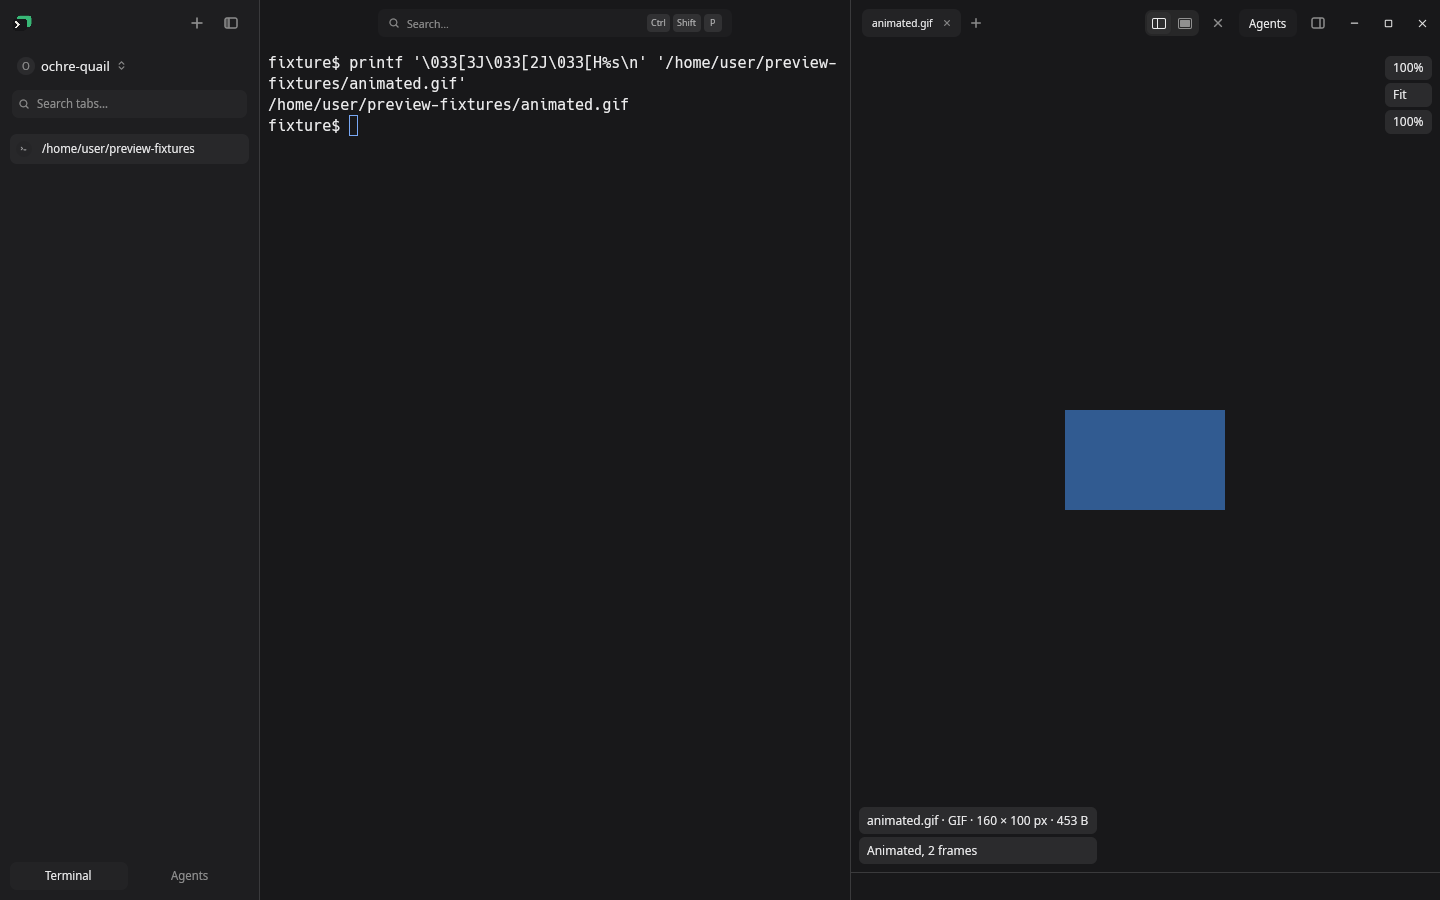 O ochre-quail
Search tabs...
/home/user/preview-fixtures
Terminal
Agents
Search...
Ctrl Shift P
fixture$ printf '\033[3J\033[2J\033[H%s\n' '/home/user/preview-
fixtures/animated.gif'
/home/user/preview-fixtures/animated.gif
fixture$
animated.gif
Agents
100%
Fit
100%
animated.gif · GIF · 160 × 100 px · 453 B
Animated, 2 frames